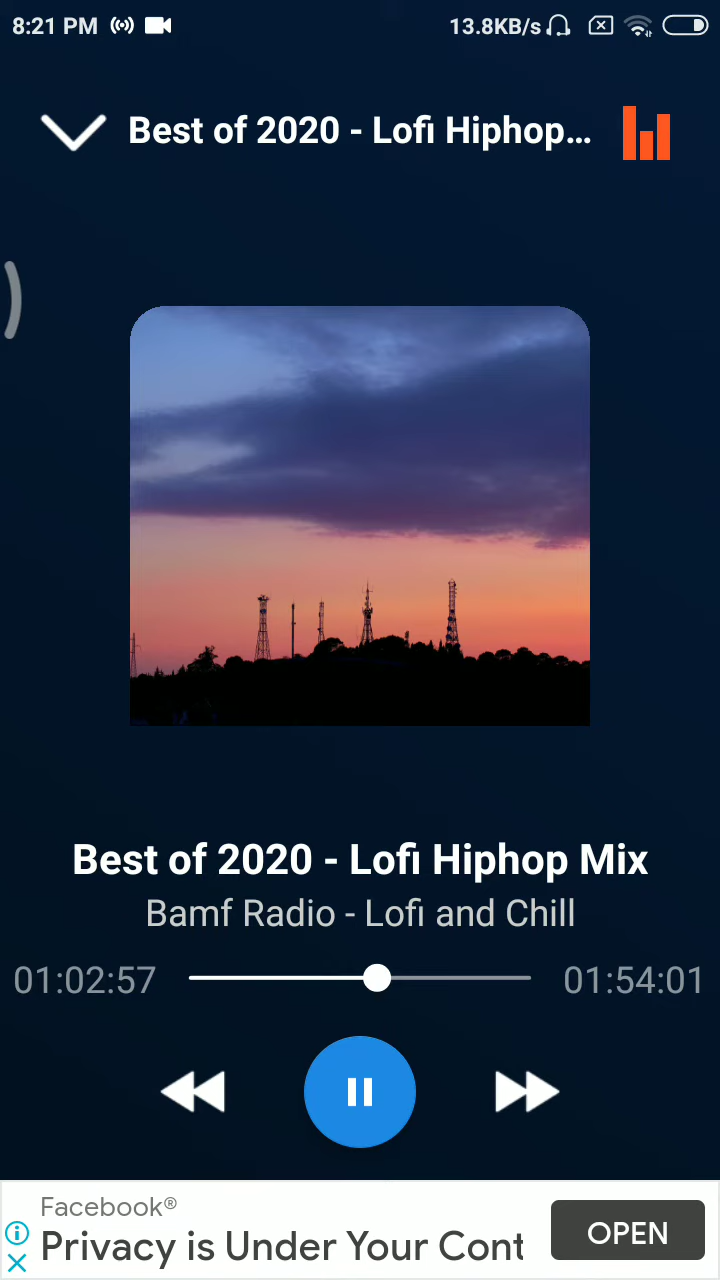 8:21 PM 13.8KB/s
Best of 2020 - Lofi Hiphop...
Best of 2020 - Lofi Hiphop Mix
Bamf Radio - Lofi and Chill
01:02:57 01:54:01
Facebook®
Privacy is Under Your Cont
OPEN